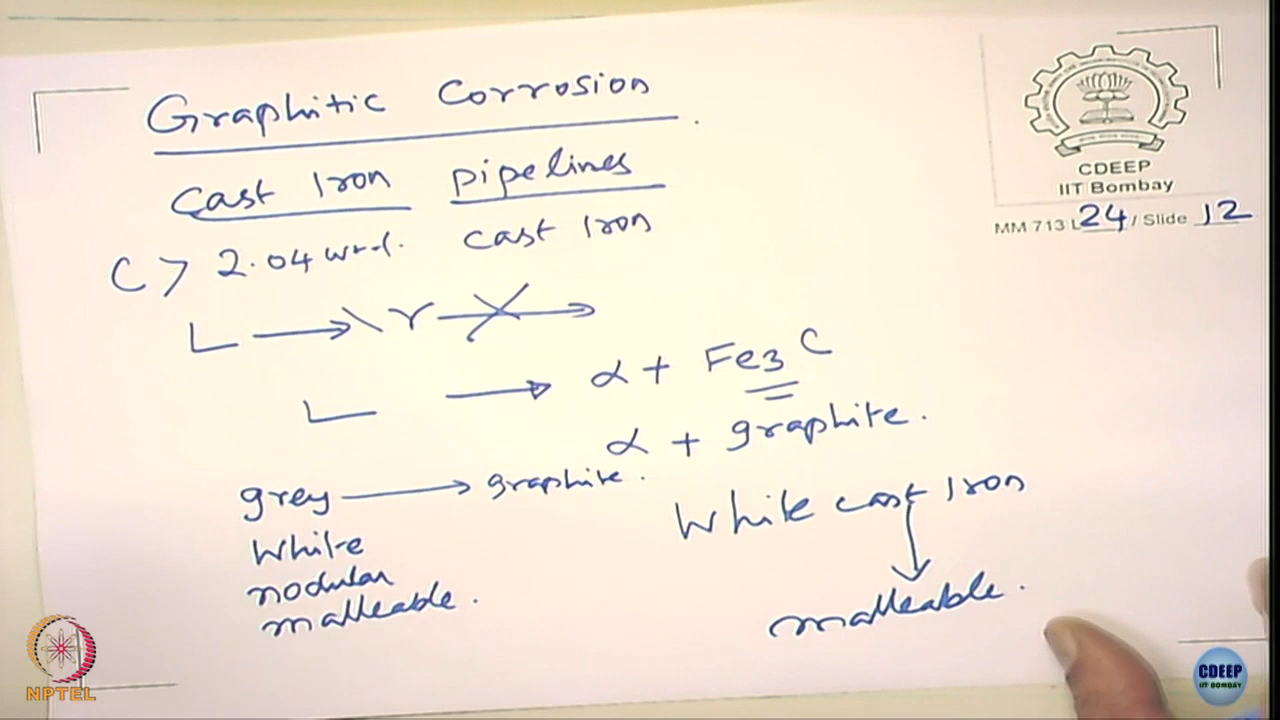 Graphitic Corrosion
Cast Iron Pipelines
C > 2.04 wt%. Cast Iron
L → \ γ → 
L → α + Fe3C
α + graphite.
grey → graphite.
White
nodular
malleable.
White cast Iron
↓
malleable.
CDEEP
IIT Bombay
MM 713 L 24 / Slide 12
NPTEL
CDEEP
IIT BOMBAY